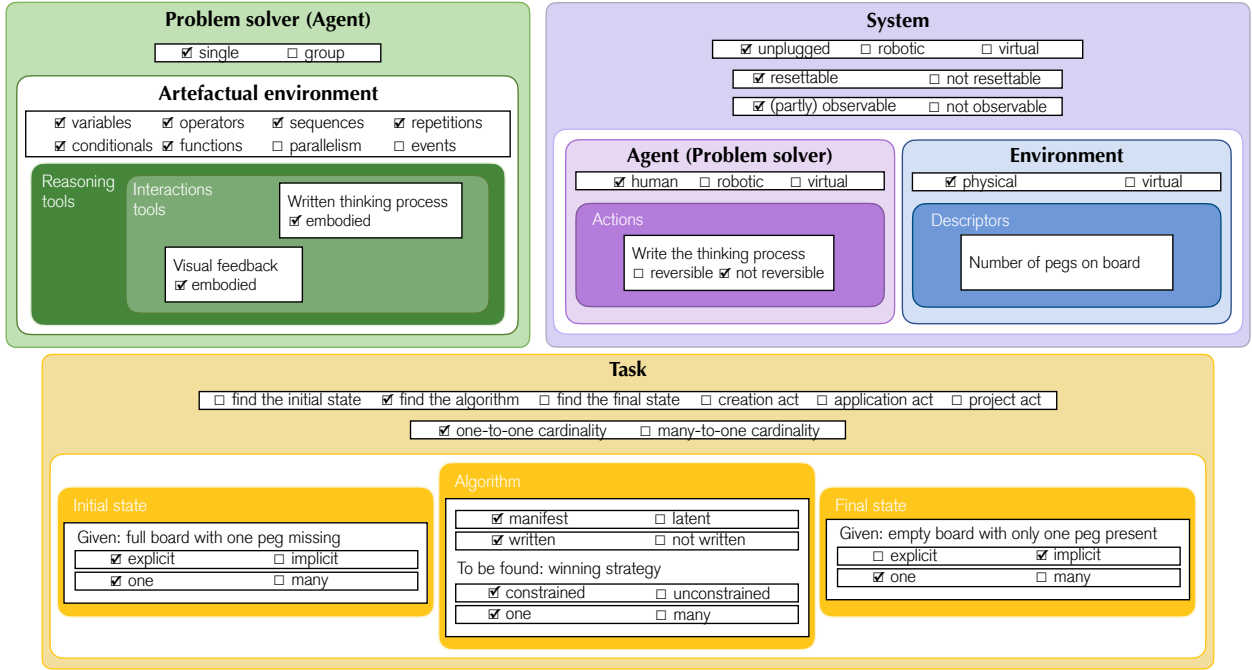 Problem solver (Agent)
☑ single ☐ group
Artefactual environment
☑ variables ☑ operators ☑ sequences ☑ repetitions
☑ conditionals ☑ functions ☐ parallelism ☐ events
Reasoning
tools
Interactions
tools
Written thinking process
☑ embodied
Visual feedback
☑ embodied
System
☑ unplugged ☐ robotic ☐ virtual
☑ resettable ☐ not resettable
☑ (partly) observable ☐ not observable
Agent (Problem solver)
☑ human ☐ robotic ☐ virtual
Actions
Write the thinking process
☐ reversible ☑ not reversible
Environment
☑ physical ☐ virtual
Descriptors
Number of pegs on board
Task
☐ find the initial state ☑ find the algorithm ☐ find the final state ☐ creation act ☐ application act ☐ project act
☑ one-to-one cardinality ☐ many-to-one cardinality
Initial state
Given: full board with one peg missing
☑ explicit ☐ implicit
☑ one ☐ many
Algorithm
☑ manifest ☐ latent
☑ written ☐ not written
To be found: winning strategy
☑ constrained ☐ unconstrained
☑ one ☐ many
Final state
Given: empty board with only one peg present
☐ explicit ☑ implicit
☑ one ☐ many